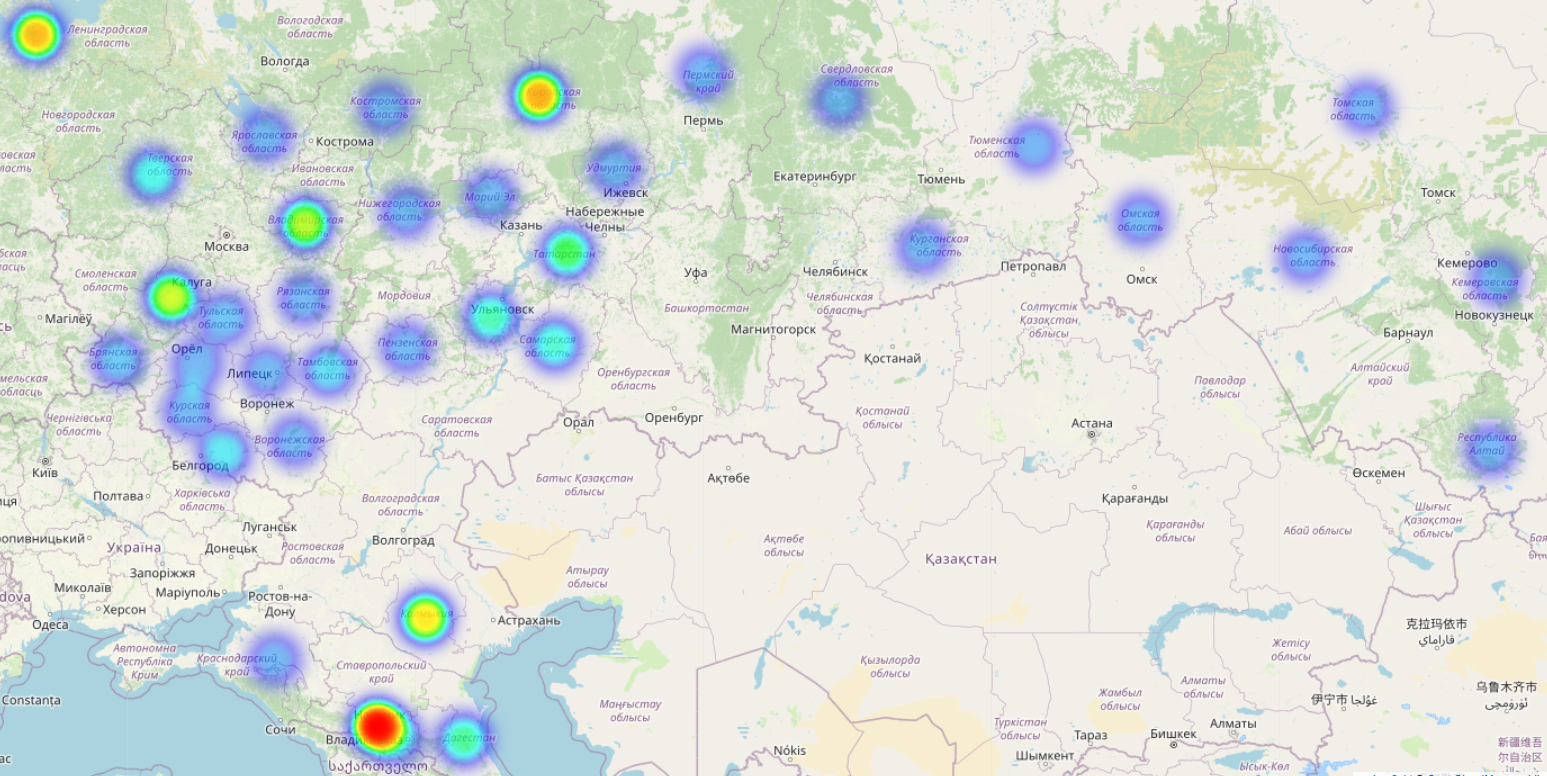 Вологодская
область
Ленинградская
область
Вологда
Пермский
край
Свердловская
область
Костромская
область
Томская
область
Новгородская
область
Пермь
Ярославская
область
Кострома
Тюменская
область
Тверская
область
Ивановская
область
Удмуртия
Екатеринбург
Тюмень
Ижевск
Марий Эл
Томск
Нижегородская
область
Набережные
Челны
Владимирская
область
Казань
Омская
область
Москва
Татарстан
Курганская
область
Новосибирская
область
Смоленская
область
Калуга
Уфа
Челябинск
Петропавл
Омск
Кемерово
Кемеровская
область
Рязанская
область
Мордовия
Башкортостан
Челябинская
область
Магілёў
Тульская
область
Ульяновск
Солтүстік
Қазақстан
облысы
Новокузнецк
Магнитогорск
Барнаул
Орёл
Самарская
область
Пензенская
область
Брянская
область
Қостанай
Липецк
Тамбовская
область
Оренбургская
область
Алтайский
край
Павлодар
облысы
Курская
область
Воронеж
Чернігівська
область
Саратовская
область
Орал
Оренбург
Қостанай
облысы
Астана
Воронежская
область
Республика
Алтай
Белгород
Київ
Өскемен
Батыс Қазақстан
облысы
Ақтөбе
Полтава
Харківська
область
Волгоградская
область
Қарағанды
Шығыс
Қазақстан
облысы
Луганськ
Қарағанды
облысы
Абай облысы
опивницький
Україна
Донецьк
Ростовская
область
Волгоград
Ақтөбе
облысы
Қазақстан
Запоріжжя
Атырау
облысы
Миколаїв
Маріуполь
Ростов-на-
Дону
Херсон
Калмыкия
Одеса
Астрахань
克拉玛依市
قاراماي
Автономна
Республіка
Крим
Краснодарский
край
Ставропольский
край
Қызылорда
облысы
Жетісу
облысы
Constanța
Алматы
облысы
乌鲁木齐市
ئۈرۈمچی
Жамбыл
облысы
伊宁市 غۇلجا
Маңғыстау
облысы
Сочи
Түркістан
облысы
Алматы
Дагестан
Тараз
Бишкек
Nókis
Шымкент
新疆维吾
尔自治区
საქართველო
Ысык-Көл